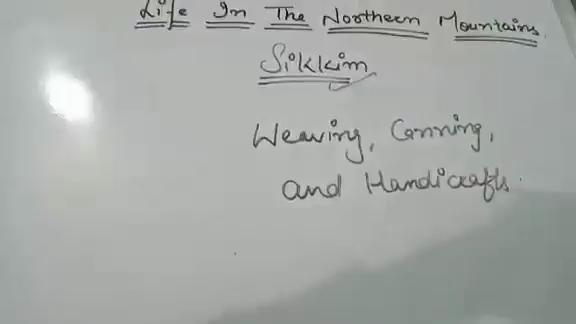 Life In The Northern Mountains.
Sikkim
Weaving, Canning,
and Handicrafts.